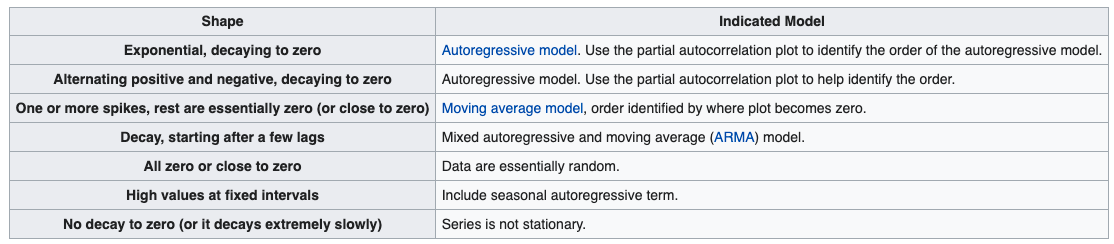 Shape Indicated Model
Exponential, decaying to zero Autoregressive model. Use the partial autocorrelation plot to identify the order of the autoregressive model.
Alternating positive and negative, decaying to zero Autoregressive model. Use the partial autocorrelation plot to help identify the order.
One or more spikes, rest are essentially zero (or close to zero) Moving average model, order identified by where plot becomes zero.
Decay, starting after a few lags Mixed autoregressive and moving average (ARMA) model.
All zero or close to zero Data are essentially random.
High values at fixed intervals Include seasonal autoregressive term.
No decay to zero (or it decays extremely slowly) Series is not stationary.